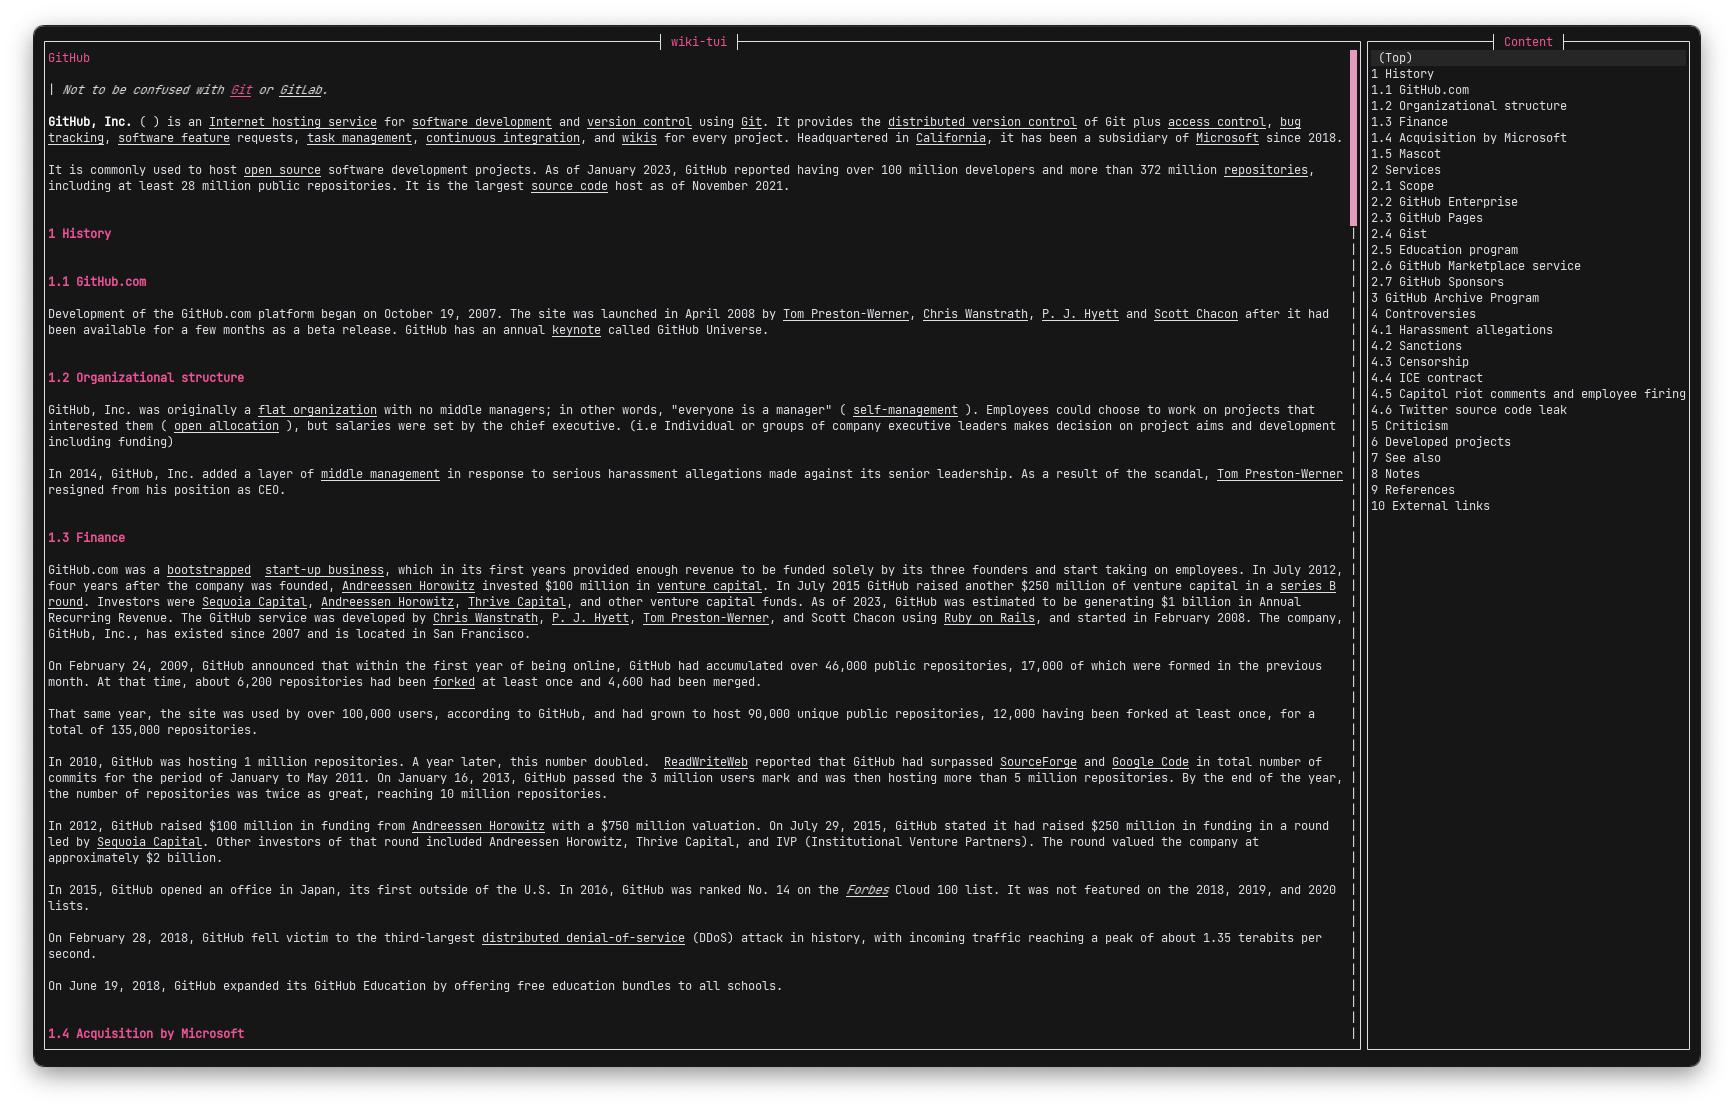 wiki-tui
GitHub
Not to be confused with Git or GitLab.
GitHub, Inc. ( ) is an Internet hosting service for software development and version control using Git. It provides the distributed version control of Git plus access control, bug
tracking, software feature requests, task management, continuous integration, and wikis for every project. Headquartered in California, it has been a subsidiary of Microsoft since 2018.
It is commonly used to host open source software development projects. As of January 2023, GitHub reported having over 100 million developers and more than 372 million repositories,
including at least 28 million public repositories. It is the largest source code host as of November 2021.
1 History
1.1 GitHub.com
Development of the GitHub.com platform began on October 19, 2007. The site was launched in April 2008 by Tom Preston-Werner, Chris Wanstrath, P. J. Hyett and Scott Chacon after it had
been available for a few months as a beta release. GitHub has an annual keynote called GitHub Universe.
1.2 Organizational structure
GitHub, Inc. was originally a flat organization with no middle managers; in other words, "everyone is a manager" ( self-management ). Employees could choose to work on projects that
interested them ( open allocation ), but salaries were set by the chief executive. (i.e Individual or groups of company executive leaders makes decision on project aims and development
including funding)
In 2014, GitHub, Inc. added a layer of middle management in response to serious harassment allegations made against its senior leadership. As a result of the scandal, Tom Preston-Werner
resigned from his position as CEO.
1.3 Finance
GitHub.com was a bootstrapped start-up business, which in its first years provided enough revenue to be funded solely by its three founders and start taking on employees. In July 2012,
four years after the company was founded, Andreessen Horowitz invested $100 million in venture capital. In July 2015 GitHub raised another $250 million of venture capital in a series B
round. Investors were Sequoia Capital, Andreessen Horowitz, Thrive Capital, and other venture capital funds. As of 2023, GitHub was estimated to be generating $1 billion in Annual
Recurring Revenue. The GitHub service was developed by Chris Wanstrath, P. J. Hyett, Tom Preston-Werner, and Scott Chacon using Ruby on Rails, and started in February 2008. The company,
GitHub, Inc., has existed since 2007 and is located in San Francisco.
On February 24, 2009, GitHub announced that within the first year of being online, GitHub had accumulated over 46,000 public repositories, 17,000 of which were formed in the previous
month. At that time, about 6,200 repositories had been forked at least once and 4,600 had been merged.
That same year, the site was used by over 100,000 users, according to GitHub, and had grown to host 90,000 unique public repositories, 12,000 having been forked at least once, for a
total of 135,000 repositories.
In 2010, GitHub was hosting 1 million repositories. A year later, this number doubled. ReadWriteWeb reported that GitHub had surpassed SourceForge and Google Code in total number of
commits for the period of January to May 2011. On January 16, 2013, GitHub passed the 3 million users mark and was then hosting more than 5 million repositories. By the end of the year,
the number of repositories was twice as great, reaching 10 million repositories.
In 2012, GitHub raised $100 million in funding from Andreessen Horowitz with a $750 million valuation. On July 29, 2015, GitHub stated it had raised $250 million in funding in a round
led by Sequoia Capital. Other investors of that round included Andreessen Horowitz, Thrive Capital, and IVP (Institutional Venture Partners). The round valued the company at
approximately $2 billion.
In 2015, GitHub opened an office in Japan, its first outside of the U.S. In 2016, GitHub was ranked No. 14 on the Forbes Cloud 100 list. It was not featured on the 2018, 2019, and 2020
lists.
On February 28, 2018, GitHub fell victim to the third-largest distributed denial-of-service (DDoS) attack in history, with incoming traffic reaching a peak of about 1.35 terabits per
second.
On June 19, 2018, GitHub expanded its GitHub Education by offering free education bundles to all schools.
1.4 Acquisition by Microsoft
Content
(Top)
1 History
1.1 GitHub.com
1.2 Organizational structure
1.3 Finance
1.4 Acquisition by Microsoft
1.5 Mascot
2 Services
2.1 Scope
2.2 GitHub Enterprise
2.3 GitHub Pages
2.4 Gist
2.5 Education program
2.6 GitHub Marketplace service
2.7 GitHub Sponsors
3 GitHub Archive Program
4 Controversies
4.1 Harassment allegations
4.2 Sanctions
4.3 Censorship
4.4 ICE contract
4.5 Capitol riot comments and employee firing
4.6 Twitter source code leak
5 Criticism
6 Developed projects
7 See also
8 Notes
9 References
10 External links